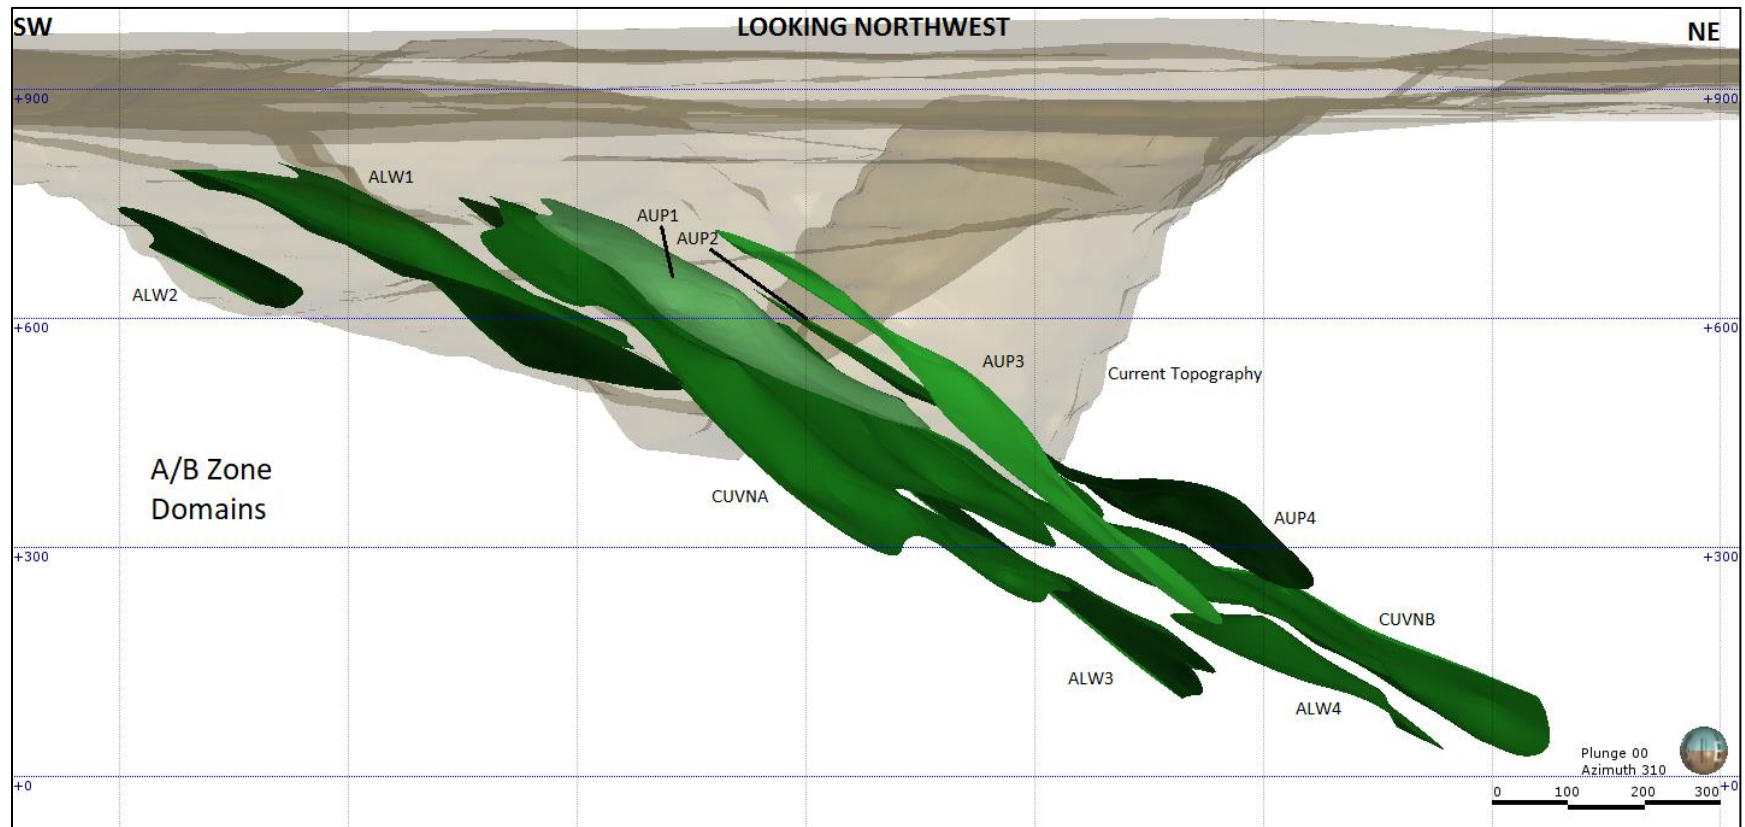 SW
LOOKING NORTHWEST
NE
+900
+900
ALW1
AUP1
AUP2
ALW2
+600
+600
AUP3
Current Topography
A/B Zone
Domains
CUVNA
AUP4
+300
+300
CUVNB
ALW3
ALW4
Plunge 00
Azimuth 310
+0
+0
0 100 200 300